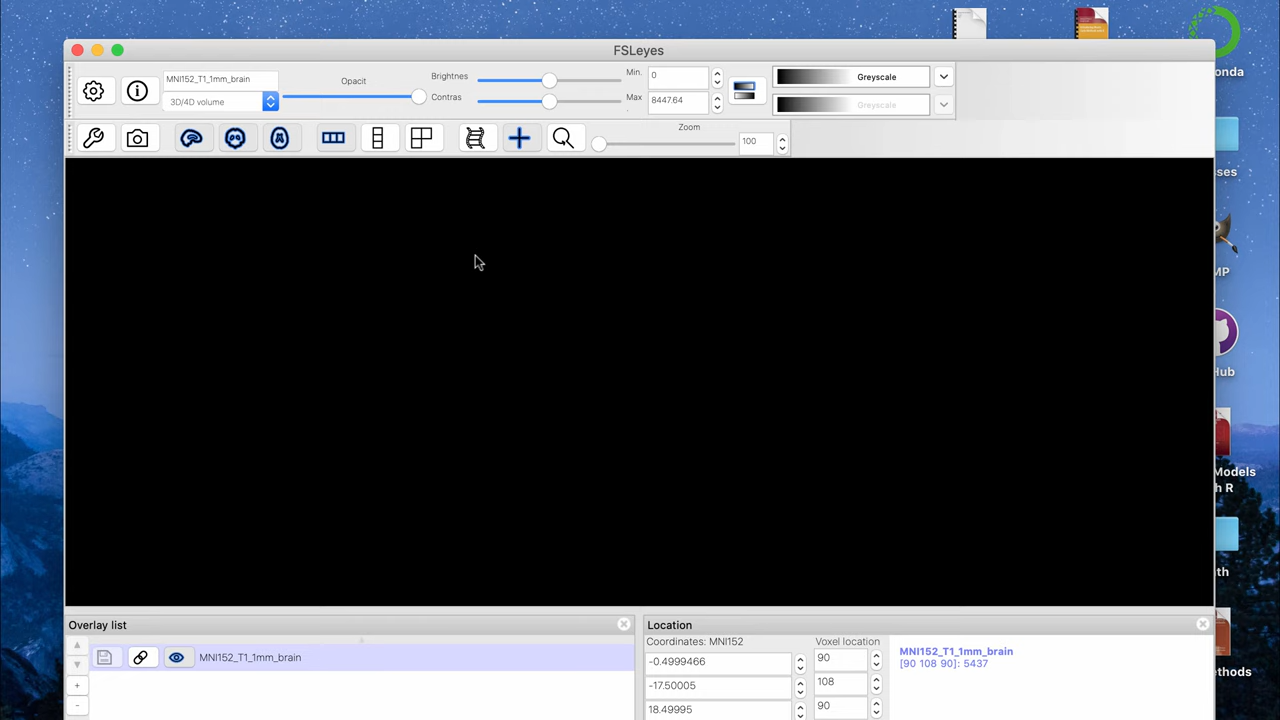 FSLeyes
MNI152_T1_1mm_brain
3D/4D volume
Opacit
Brightnes
Contras
Min.
0
Max
8447.64
Greyscale
Greyscale
Zoom
100
onda
ses
MP
Hub
Models
h R
th
ethods
Overlay list
MNI152_T1_1mm_brain
+
-
Location
Coordinates: MNI152
Voxel location
-0.4999466
90
-17.50005
108
18.49995
90
MNI152_T1_1mm_brain
[90 108 90]: 5437